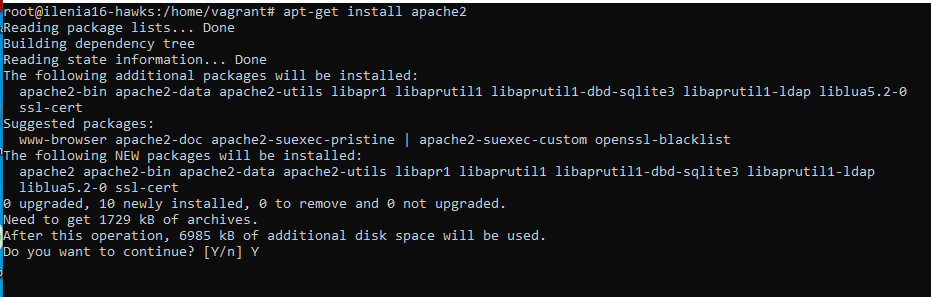 root@ilenia16-hawks:/home/vagrant# apt-get install apache2
Reading package lists... Done
Building dependency tree
Reading state information... Done
The following additional packages will be installed:
  apache2-bin apache2-data apache2-utils libapr1 libaprutil1 libaprutil1-dbd-sqlite3 libaprutil1-ldap liblua5.2-0
  ssl-cert
Suggested packages:
  www-browser apache2-doc apache2-suexec-pristine | apache2-suexec-custom openssl-blacklist
The following NEW packages will be installed:
  apache2 apache2-bin apache2-data apache2-utils libapr1 libaprutil1 libaprutil1-dbd-sqlite3 libaprutil1-ldap
  liblua5.2-0 ssl-cert
0 upgraded, 10 newly installed, 0 to remove and 0 not upgraded.
Need to get 1729 kB of archives.
After this operation, 6985 kB of additional disk space will be used.
Do you want to continue? [Y/n] Y